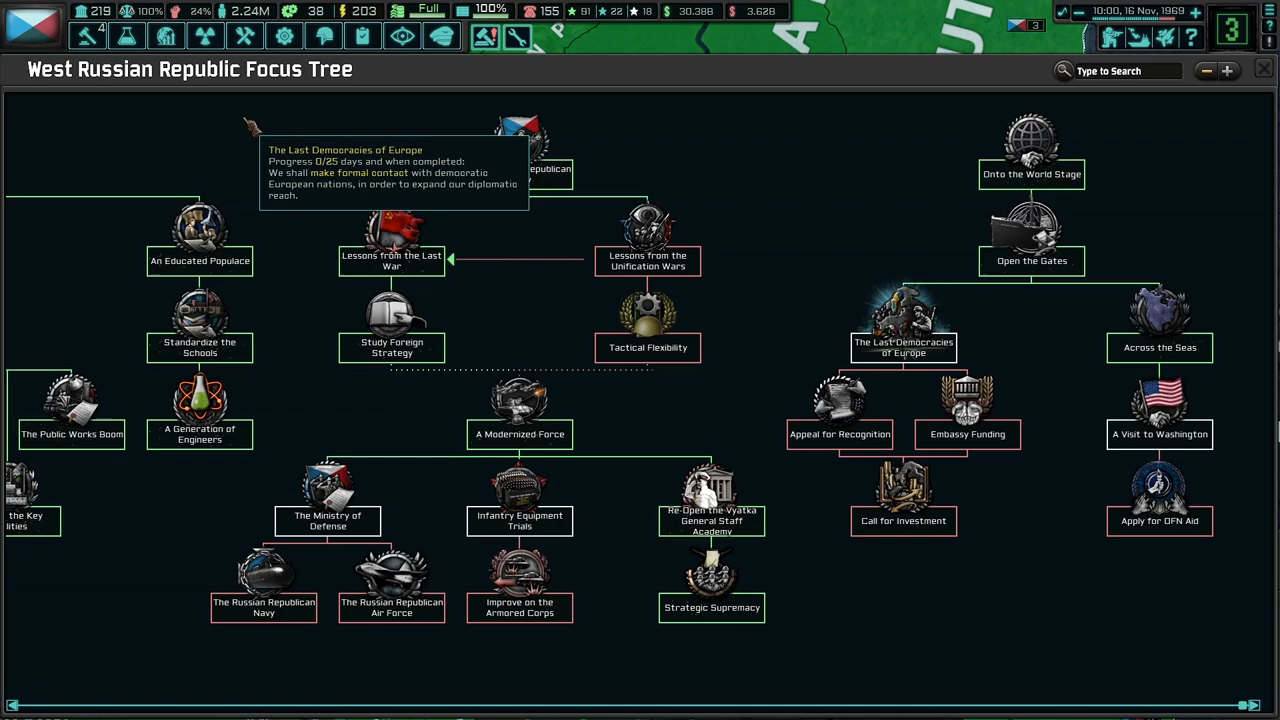 219 100% 24% 2.24M 38 203 Full 100% 155 91 22 18 $ 30.38B $ 3.62B
10:00, 16 Nov, 1969
4
3
3
West Russian Republic Focus Tree
Type to Search
The Last Democracies of Europe
Progress 0/25 days and when completed:
We shall make formal contact with democratic
European nations, in order to expand our diplomatic
reach.
Onto the World Stage
An Educated Populace
Lessons from the Last
War
Lessons from the
Unification Wars
Open the Gates
Standardize the
Schools
Study Foreign
Strategy
Tactical Flexibility
The Last Democracies
of Europe
Across the Seas
The Public Works Boom
A Generation of
Engineers
A Modernized Force
Appeal for Recognition
Embassy Funding
A Visit to Washington
the Key
The Ministry of
Defense
Infantry Equipment
Trials
Re-Open the Vyatka
General Staff
Academy
Call for Investment
Apply for OFN Aid
The Russian Republican
Navy
The Russian Republican
Air Force
Improve on the
Armored Corps
Strategic Supremacy